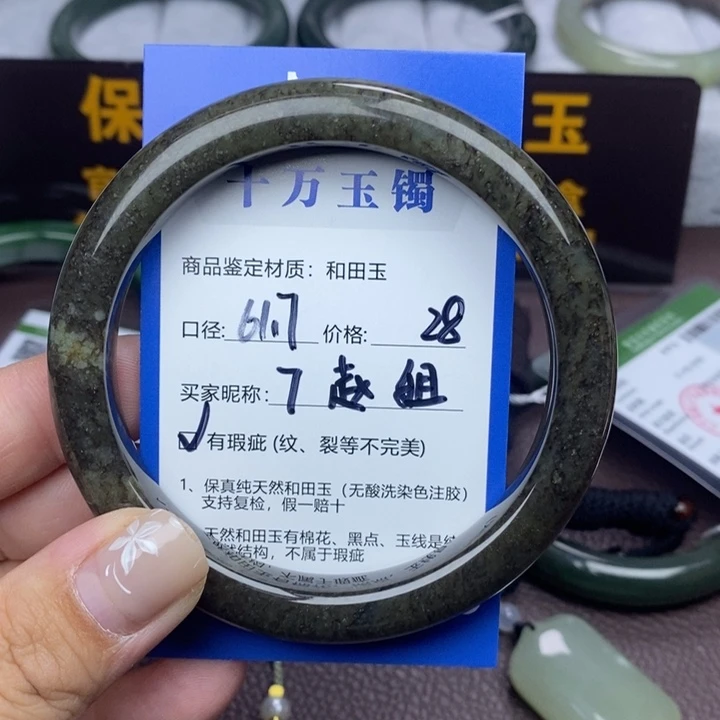 保
玉
十万玉镯
商品鉴定材质：和田玉
口径: 61.7 价格: 28
买家昵称: 7 赵组
☑有瑕疵 (纹、裂等不完美)
1、保真纯天然和田玉（无酸洗染色注胶）
支持复检，假一赔十
天然和田玉有棉花、黑点、玉线是
结构，不属于瑕疵